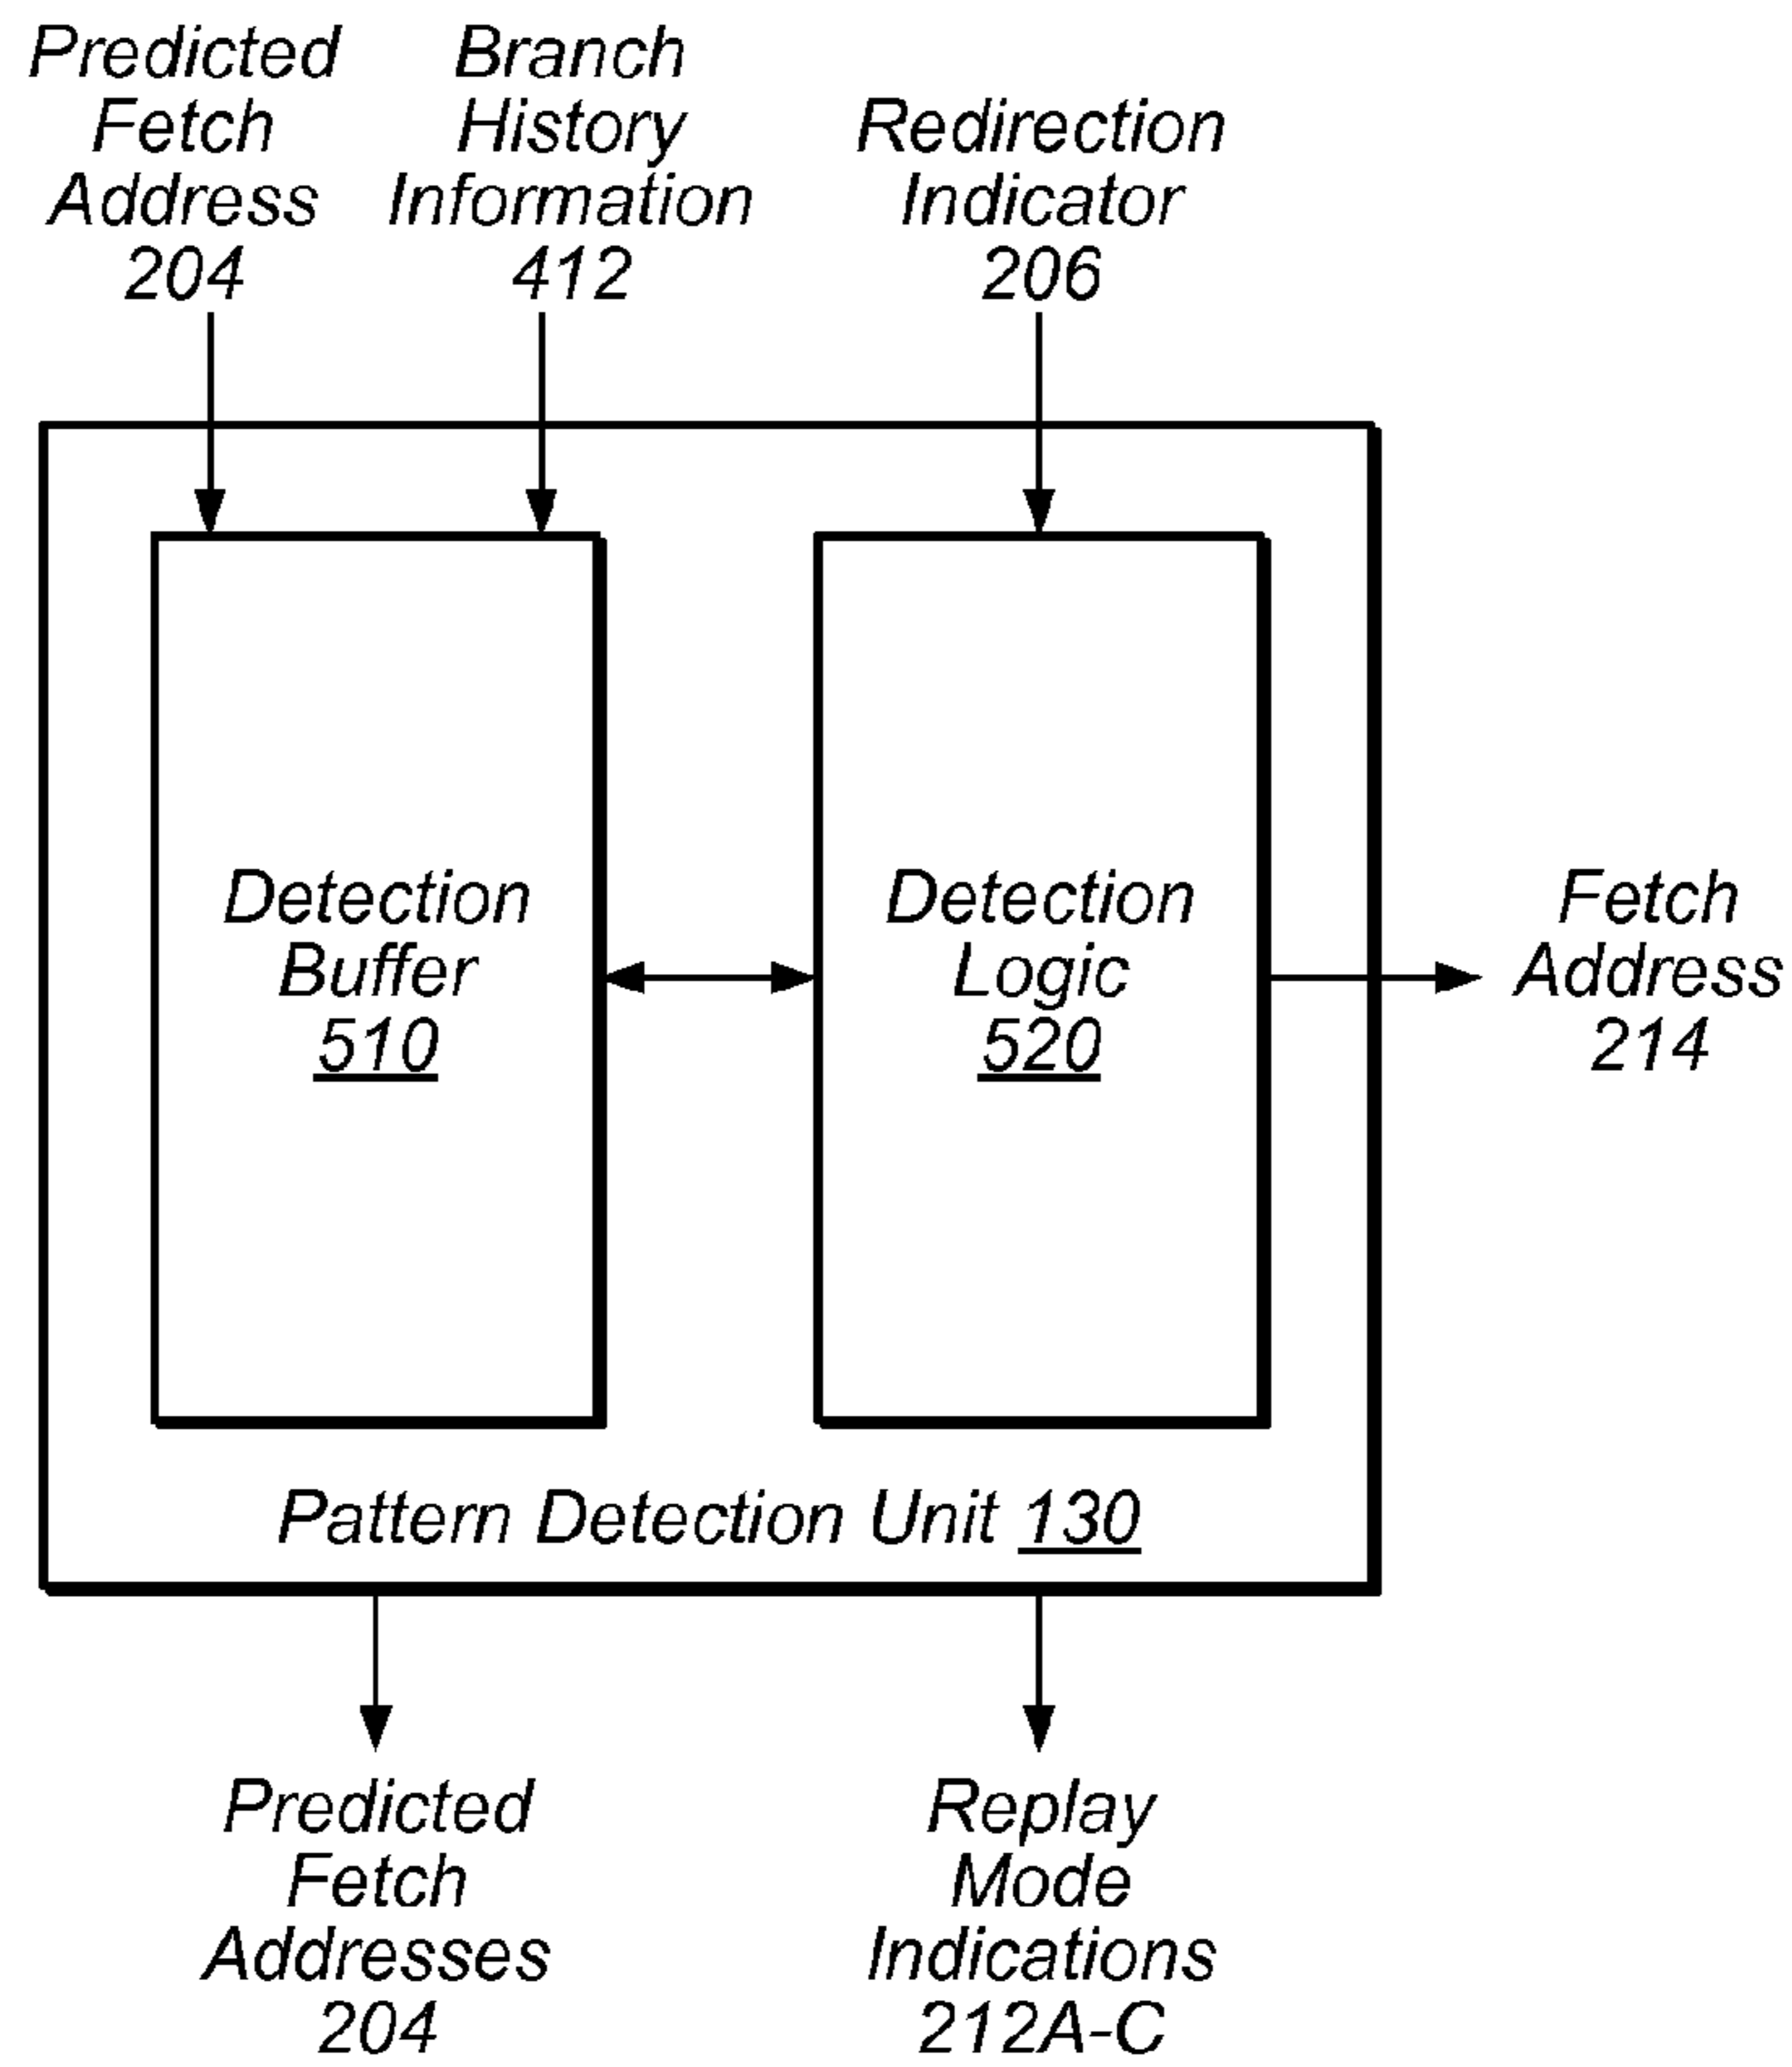 Predicted
Fetch
Address
204
Branch
History
Information
412
Redirection
Indicator
206
Detection
Buffer
510
Detection
Logic
520
Fetch
Address
214
Pattern Detection Unit 130
Predicted
Fetch
Addresses
204
Replay
Mode
Indications
212A-C